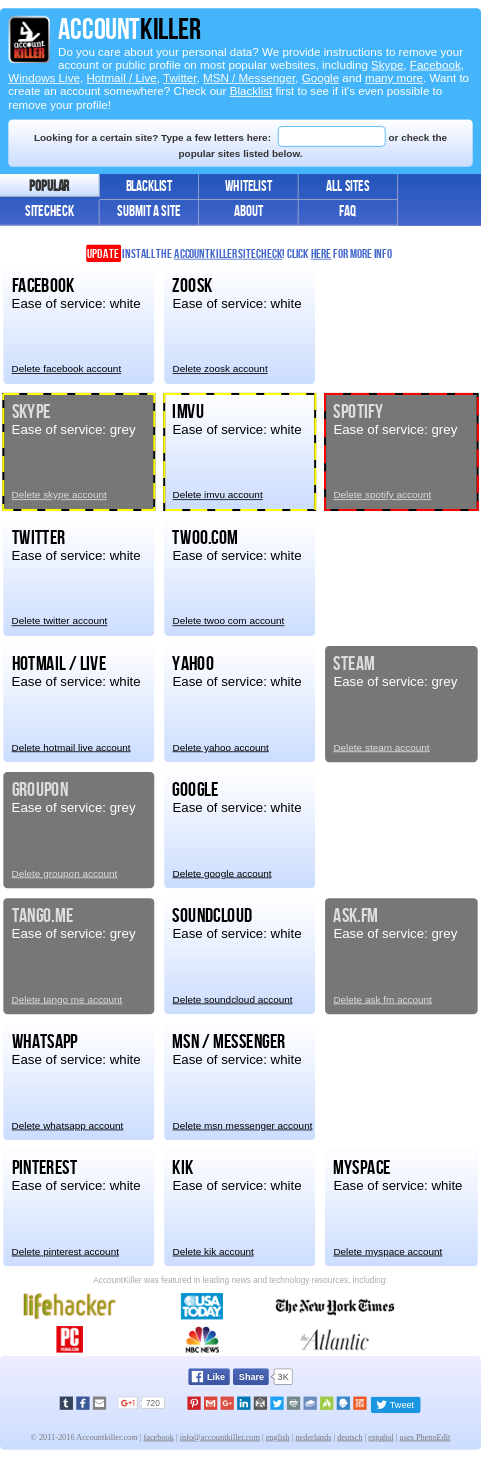 ACCOUNTKILLER
account
KILLER
Do you care about your personal data? We provide instructions to remove your
account or public profile on most popular websites, including Skype, Facebook,
Windows Live, Hotmail / Live, Twitter, MSN / Messenger, Google and many more. Want to
create an account somewhere? Check our Blacklist first to see if it's even possible to
remove your profile!
Looking for a certain site? Type a few letters here: or check the
popular sites listed below.
POPULAR BLACKLIST WHITELIST ALL SITES
SITECHECK SUBMIT A SITE ABOUT FAQ
UPDATE INSTALL THE ACCOUNTKILLER SITECHECK! CLICK HERE FOR MORE INFO
FACEBOOK ZOOSK
Ease of service: white Ease of service: white
Delete facebook account Delete zoosk account
SKYPE IMVU SPOTIFY
Ease of service: grey Ease of service: white Ease of service: grey
Delete skype account Delete imvu account Delete spotify account
TWITTER TWOO.COM
Ease of service: white Ease of service: white
Delete twitter account Delete twoo com account
HOTMAIL / LIVE YAHOO STEAM
Ease of service: white Ease of service: white Ease of service: grey
Delete hotmail live account Delete yahoo account Delete steam account
GROUPON GOOGLE
Ease of service: grey Ease of service: white
Delete groupon account Delete google account
TANGO.ME SOUNDCLOUD ASK.FM
Ease of service: grey Ease of service: white Ease of service: grey
Delete tango me account Delete soundcloud account Delete ask fm account
WHATSAPP MSN / MESSENGER
Ease of service: white Ease of service: white
Delete whatsapp account Delete msn messenger account
PINTEREST KIK MYSPACE
Ease of service: white Ease of service: white Ease of service: white
Delete pinterest account Delete kik account Delete myspace account
AccountKiller was featured in leading news and technology resources, including:
lifehacker USA TODAY The New York Times
PC NBC NEWS the Atlantic
Like Share 3K
G+1 720 Tweet
© 2011-2016 Accountkiller.com | facebook | info@accountkiller.com | english | nederlands | deutsch | español | uses PhenoEdit